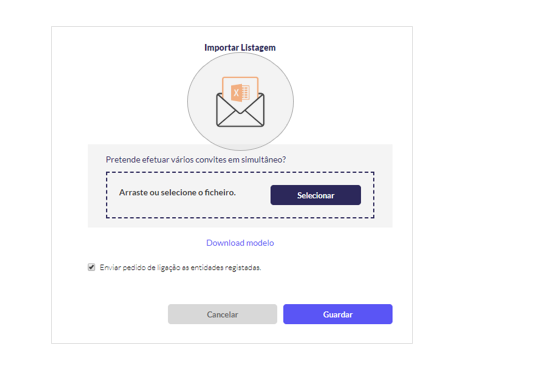 Importar Listagem
Pretende efetuar vários convites em simultâneo?
Arraste ou selecione o ficheiro.
Selecionar
Download modelo
Enviar pedido de ligação as entidades registadas.
Cancelar
Guardar